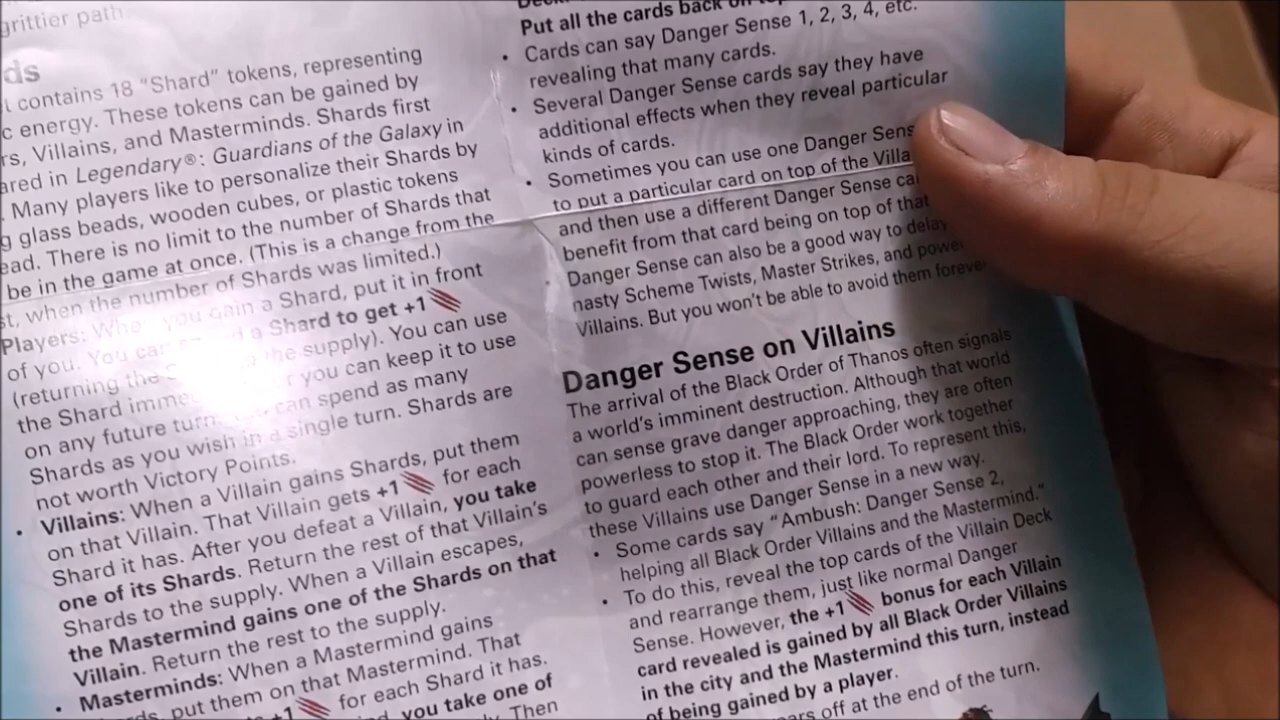 grittier path.
ds
contains 18 “Shard” tokens, representing
c energy. These tokens can be gained by
rs, Villains, and Masterminds. Shards first
ared in Legendary®: Guardians of the Galaxy in
. Many players like to personalize their Shards by
g glass beads, wooden cubes, or plastic tokens
ead. There is no limit to the number of Shards that
be in the game at once. (This is a change from the
st, when the number of Shards was limited.)
Players: When you gain a Shard, put it in front
of you. You can a Shard to get +1
(returning the to the supply). You can use
the Shard immed or you can keep it to use
on any future turn. You can spend as many
Shards as you wish in a single turn. Shards are
not worth Victory Points.
• Villains: When a Villain gains Shards, put them
on that Villain. That Villain gets +1 for each
Shard it has. After you defeat a Villain, you take
one of its Shards. Return the rest of that Villain’s
Shards to the supply. When a Villain escapes,
the Mastermind gains one of the Shards on that
Villain. Return the rest to the supply.
• Masterminds: When a Mastermind gains
put them on that Mastermind. That
+1 for each Shard it has.
you take one of
Then
Put all the cards back on top
• Cards can say Danger Sense 1, 2, 3, 4, etc.
revealing that many cards.
• Several Danger Sense cards say they have
additional effects when they reveal particular
kinds of cards.
• Sometimes you can use one Danger Sens
to put a particular card on top of the Villa
and then use a different Danger Sense ca
benefit from that card being on top of that
• Danger Sense can also be a good way to delay
nasty Scheme Twists, Master Strikes, and powe
Villains. But you won’t be able to avoid them forever
Danger Sense on Villains
The arrival of the Black Order of Thanos often signals
a world’s imminent destruction. Although that world
can sense grave danger approaching, they are often
powerless to stop it. The Black Order work together
to guard each other and their lord. To represent this,
these Villains use Danger Sense in a new way.
• Some cards say “Ambush: Danger Sense 2,
helping all Black Order Villains and the Mastermind.”
• To do this, reveal the top cards of the Villain Deck
and rearrange them, just like normal Danger
Sense. However, the +1 bonus for each Villain
card revealed is gained by all Black Order Villains
in the city and the Mastermind this turn, instead
of being gained by a player.
ars off at the end of the turn.